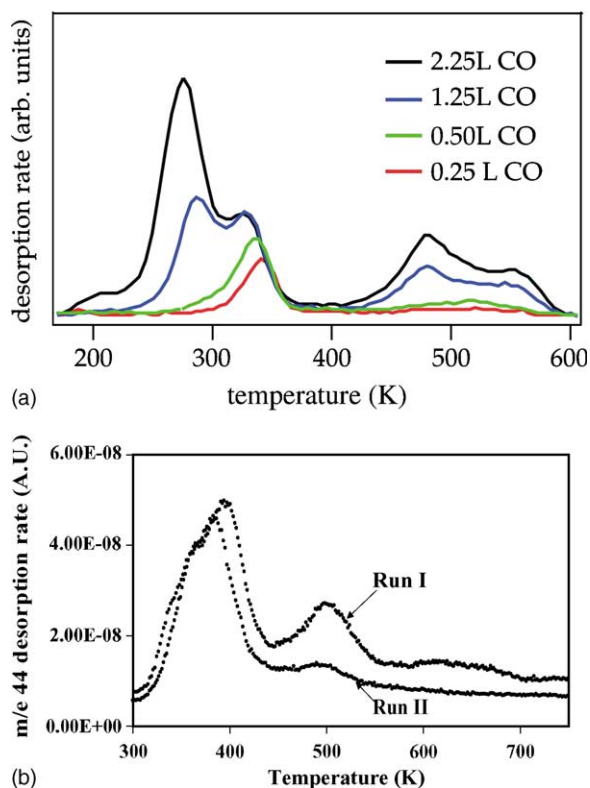 desorption rate (arb. units)
2.25L CO
1.25L CO
0.50L CO
0.25 L CO
200 300 400 500 600
temperature (K)
(a)
m/e 44 desorption rate (A.U.)
6.00E-08
4.00E-08
2.00E-08
0.00E+00
Run I
Run II
300 400 500 600 700
Temperature (K)
(b)